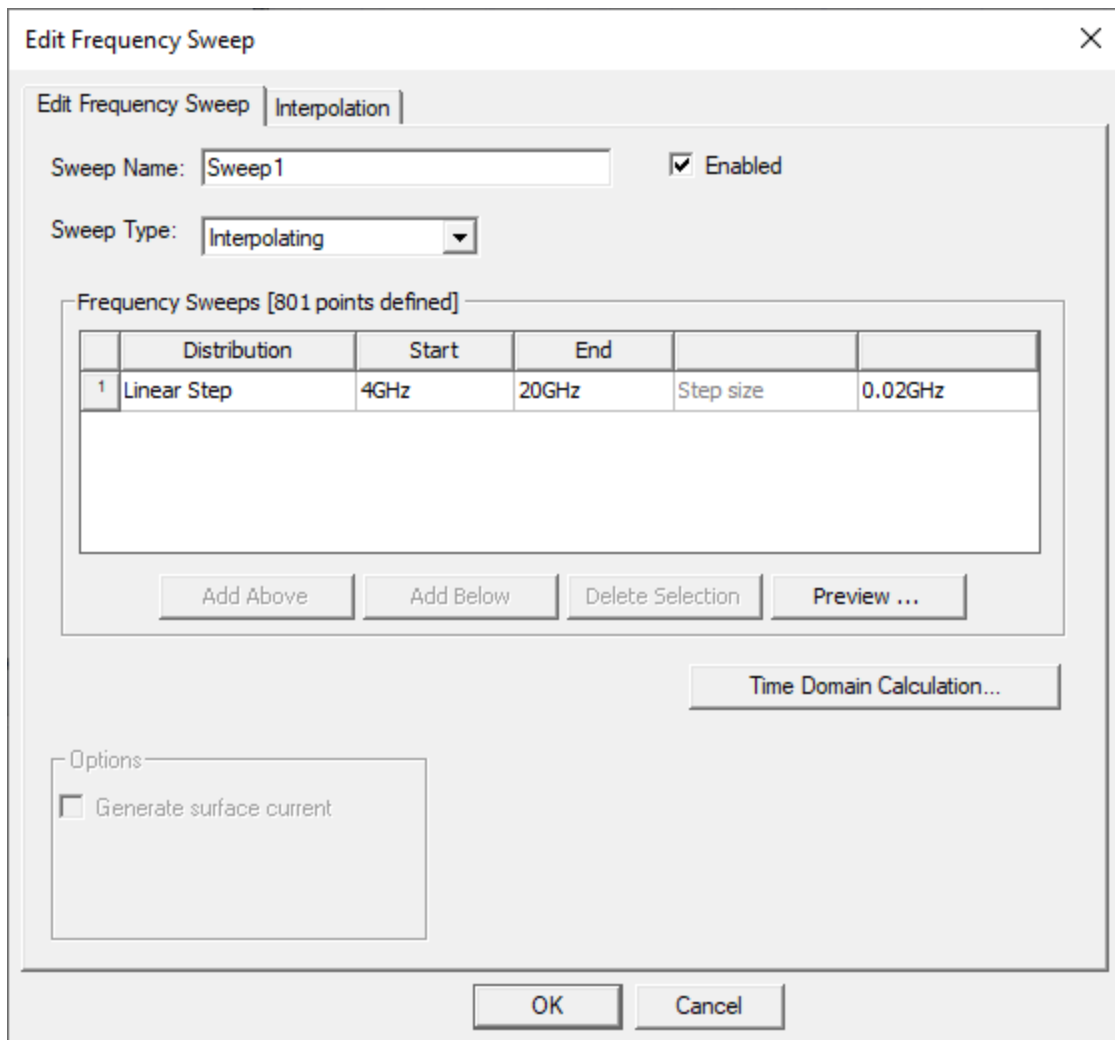 Edit Frequency Sweep
Edit Frequency Sweep Interpolation
Sweep Name: Sweep1 Enabled
Sweep Type: Interpolating
Frequency Sweeps [801 points defined]
Distribution Start End
1 Linear Step 4GHz 20GHz Step size 0.02GHz
Add Above Add Below Delete Selection Preview ...
Time Domain Calculation...
Options
Generate surface current
OK Cancel